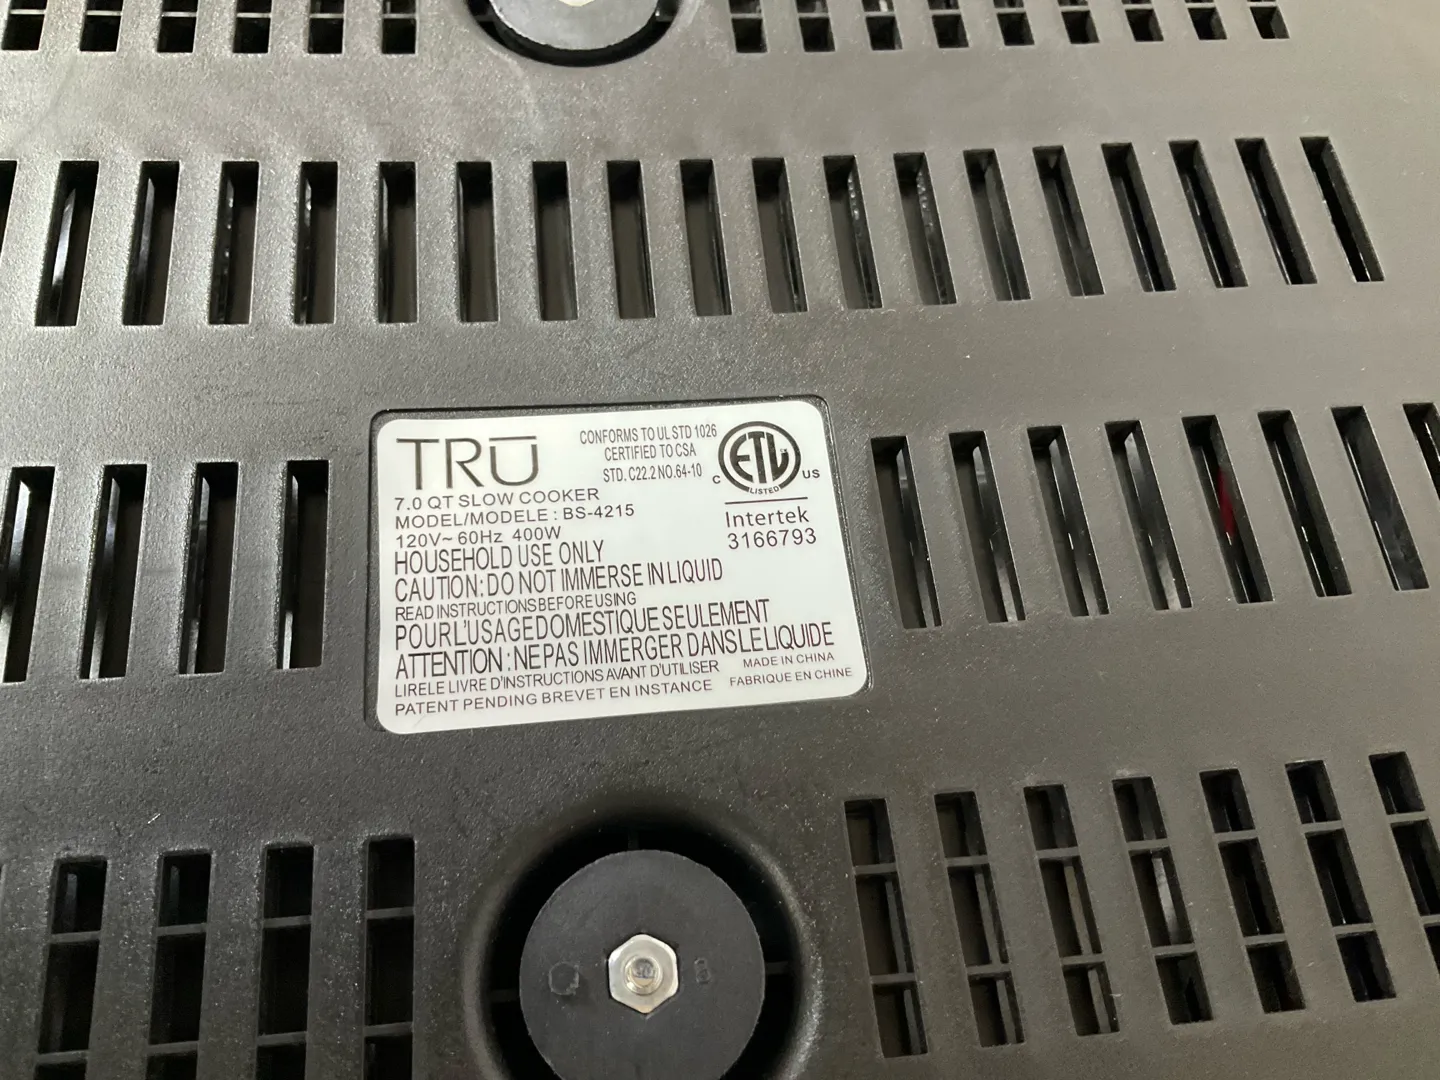 TRŪ
CONFORMS TO UL STD 1026
CERTIFIED TO CSA
STD. C22.2 NO.64-10
ETL
LISTED
C US
Intertek
3166793
7.0 QT SLOW COOKER
MODEL/MODELE : BS-4215
120V~ 60Hz 400W
HOUSEHOLD USE ONLY
CAUTION: DO NOT IMMERSE IN LIQUID
READ INSTRUCTIONS BEFORE USING
POUR L'USAGE DOMESTIQUE SEULEMENT
ATTENTION : NE PAS IMMERGER DANS LE LIQUIDE
LIRE LE LIVRE D'INSTRUCTIONS AVANT D'UTILISER
MADE IN CHINA
PATENT PENDING BREVET EN INSTANCE
FABRIQUE EN CHINE